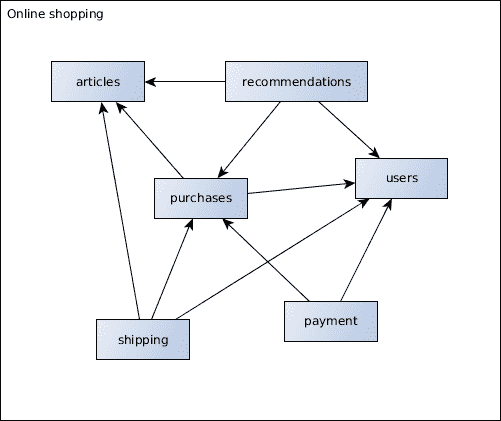 Online shopping
articles
recommendations
users
purchases
payment
shipping